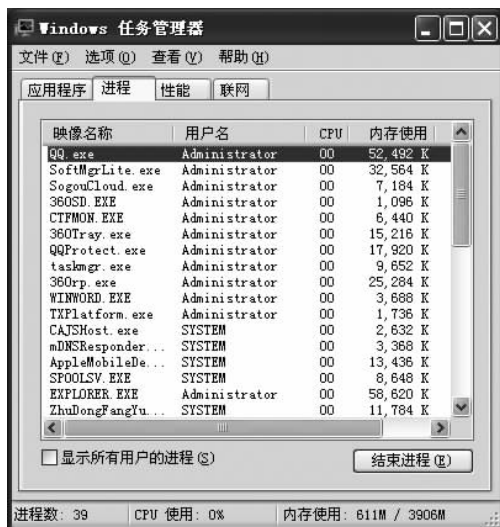 Windows 任务管理器
文件(F) 选项(O) 查看(V) 帮助(H)
应用程序 进程 性能 联网
映像名称 用户名 CPU 内存使用
QQ.exe Administrator 00 52,492 K
SoftMgrLite.exe Administrator 00 32,564 K
SogouCloud.exe Administrator 00 7,184 K
360SD.EXE Administrator 00 1,096 K
CTFMON.EXE Administrator 00 6,440 K
360Tray.exe Administrator 00 15,216 K
QQProtect.exe Administrator 00 17,920 K
taskmgr.exe Administrator 00 9,652 K
360rp.exe Administrator 00 25,284 K
WINWORD.EXE Administrator 00 3,688 K
TXPlatform.exe Administrator 00 1,736 K
CAJSHost.exe SYSTEM 00 2,632 K
mDNSResponder... SYSTEM 00 3,368 K
AppleMobileDe... SYSTEM 00 13,436 K
SPOOLSV.EXE SYSTEM 00 8,648 K
EXPLORER.EXE Administrator 00 58,620 K
ZhuDongFangYu... SYSTEM 00 11,784 K
显示所有用户的进程(S) 结束进程(E)
进程数: 39 CPU 使用: 0% 内存使用: 611M / 3906M